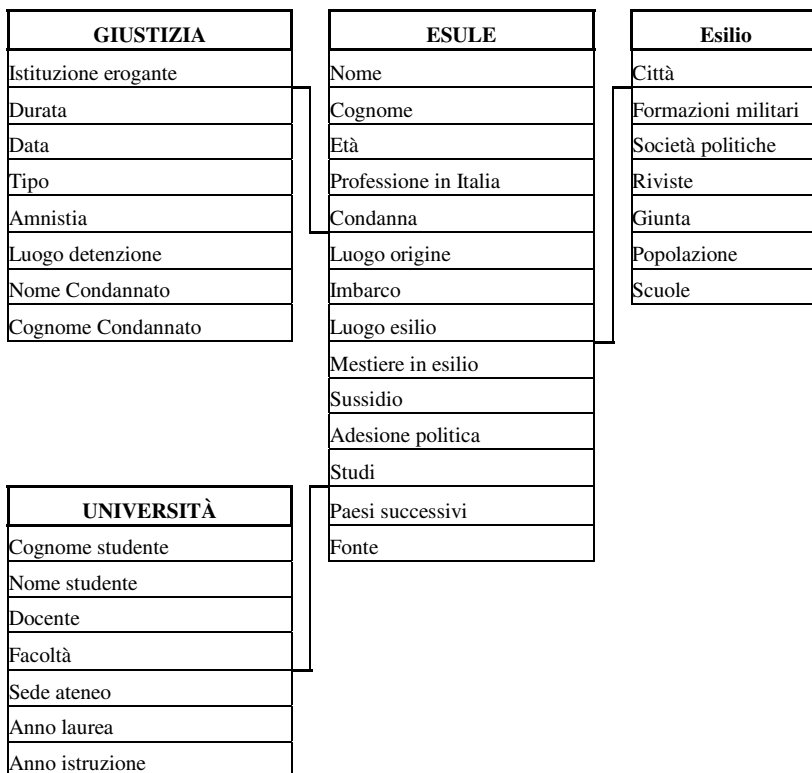 GIUSTIZIA
Istituzione erogante
Durata
Data
Tipo
Amnistia
Luogo detenzione
Nome Condannato
Cognome Condannato
ESULE
Nome
Cognome
Età
Professione in Italia
Condanna
Luogo origine
Imbarco
Luogo esilio
Mestiere in esilio
Sussidio
Adesione politica
Studi
Paesi successivi
Fonte
Esilio
Città
Formazioni militari
Società politiche
Riviste
Giunta
Popolazione
Scuole
UNIVERSITÀ
Cognome studente
Nome studente
Docente
Facoltà
Sede ateneo
Anno laurea
Anno istruzione